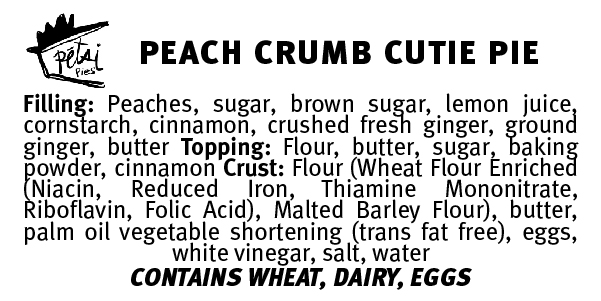 Pétsi
Pies
PEACH CRUMB CUTIE PIE
Filling: Peaches, sugar, brown sugar, lemon juice,
cornstarch, cinnamon, crushed fresh ginger, ground
ginger, butter Topping: Flour, butter, sugar, baking
powder, cinnamon Crust: Flour (Wheat Flour Enriched
(Niacin, Reduced Iron, Thiamine Mononitrate,
Riboflavin, Folic Acid), Malted Barley Flour), butter,
palm oil vegetable shortening (trans fat free), eggs,
white vinegar, salt, water
CONTAINS WHEAT, DAIRY, EGGS